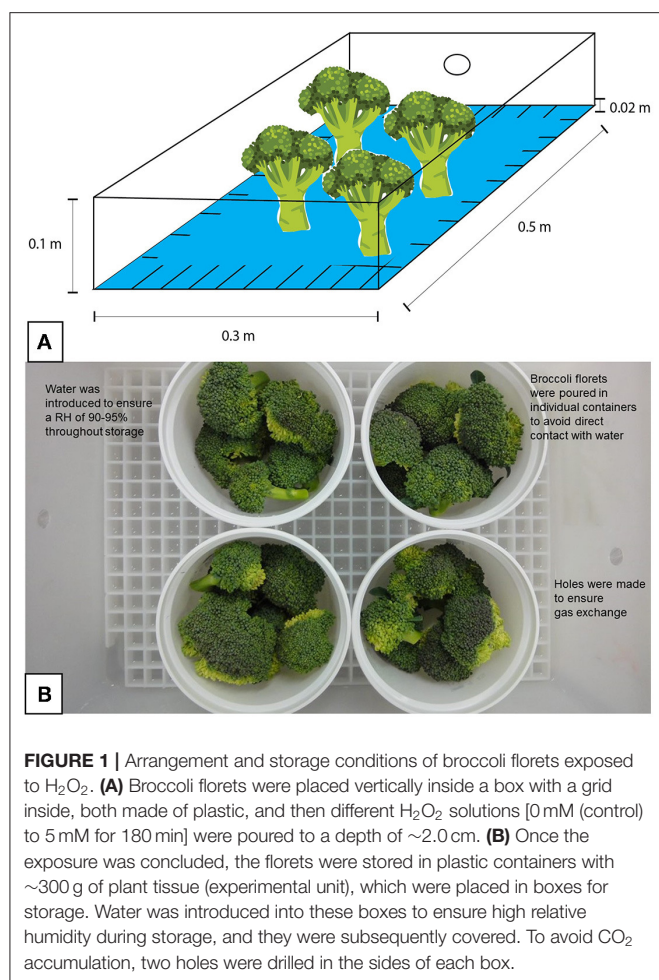 0.02 m
0.1 m
0.5 m
0.3 m
A
Water was
introduced to ensure
a RH of 90-95%
throughout storage
Broccoli florets
were poured in
individual containers
to avoid direct
contact with water
Holes were made
to ensure
gas exchange
B
FIGURE 1 | Arrangement and storage conditions of broccoli florets exposed
to H₂O₂. (A) Broccoli florets were placed vertically inside a box with a grid
inside, both made of plastic, and then different H₂O₂ solutions [0 mM (control)
to 5 mM for 180 min] were poured to a depth of ∼2.0 cm. (B) Once the
exposure was concluded, the florets were stored in plastic containers with
∼300 g of plant tissue (experimental unit), which were placed in boxes for
storage. Water was introduced into these boxes to ensure high relative
humidity during storage, and they were subsequently covered. To avoid CO₂
accumulation, two holes were drilled in the sides of each box.